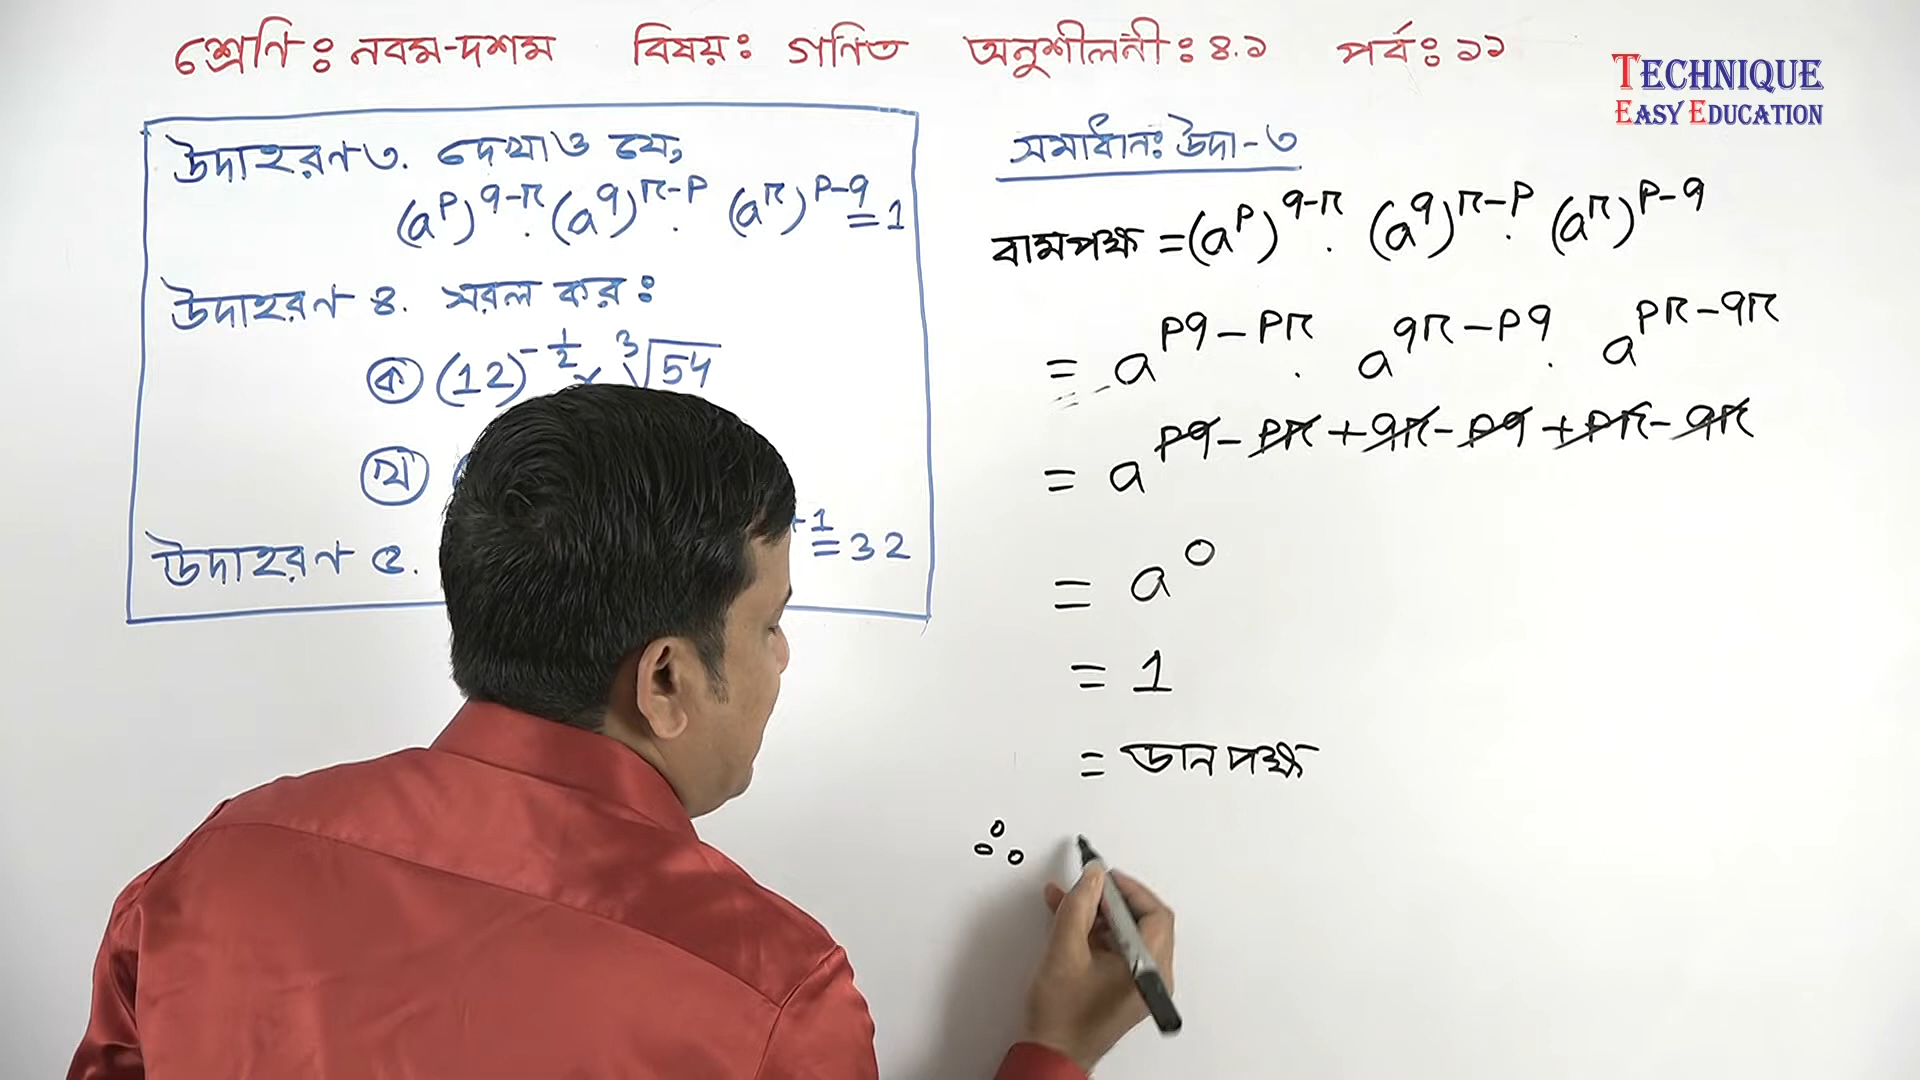 শ্রেণি: নবম-দশম বিষয়: গনিত অনুশীলনী: ৪.১ পর্ব: ১১
TECHNIQUE
EASY EDUCATION
উদাহরণ ৩. দেখাও যে,
(a^p)^{q-r} . (a^q)^{r-p} . (a^r)^{p-q} = 1
উদাহরণ ৪. সরল কর:
ক (12)^{-1/2} × ∛54
খ
উদাহরণ ৫. +1 = 32
সমাধান: উদা-৩
বামপক্ষ = (a^p)^{q-r} . (a^q)^{r-p} . (a^r)^{p-q}
= a^{pq-pr} . a^{qr-pq} . a^{pr-qr}
= a^{pq-pr+qr-pq+pr-qr}
= a^0
= 1
= ডানপক্ষ
∴